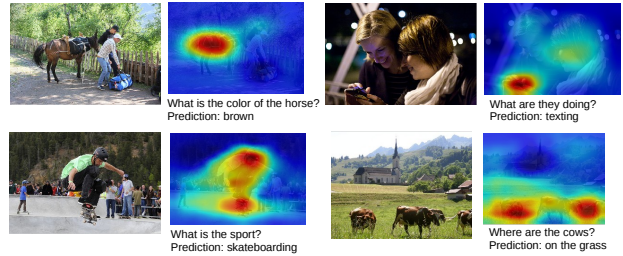 What is the color of the horse?
Prediction: brown
What are they doing?
Prediction: texting
What is the sport?
Prediction: skateboarding
Where are the cows?
Prediction: on the grass